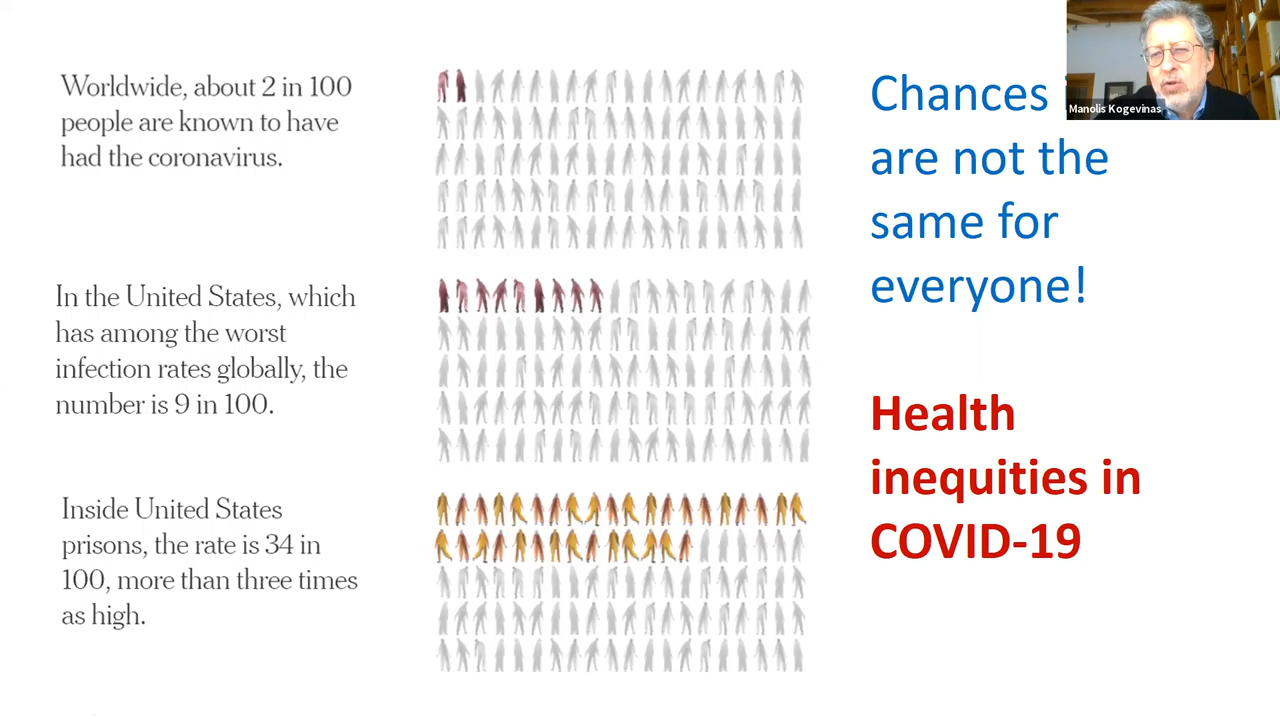 Worldwide, about 2 in 100
people are known to have
had the coronavirus.
In the United States, which
has among the worst
infection rates globally, the
number is 9 in 100.
Inside United States
prisons, the rate is 34 in
100, more than three times
as high.
Chances
are not the
same for
everyone!
Health
inequities in
COVID-19
Manolis Kogevinas